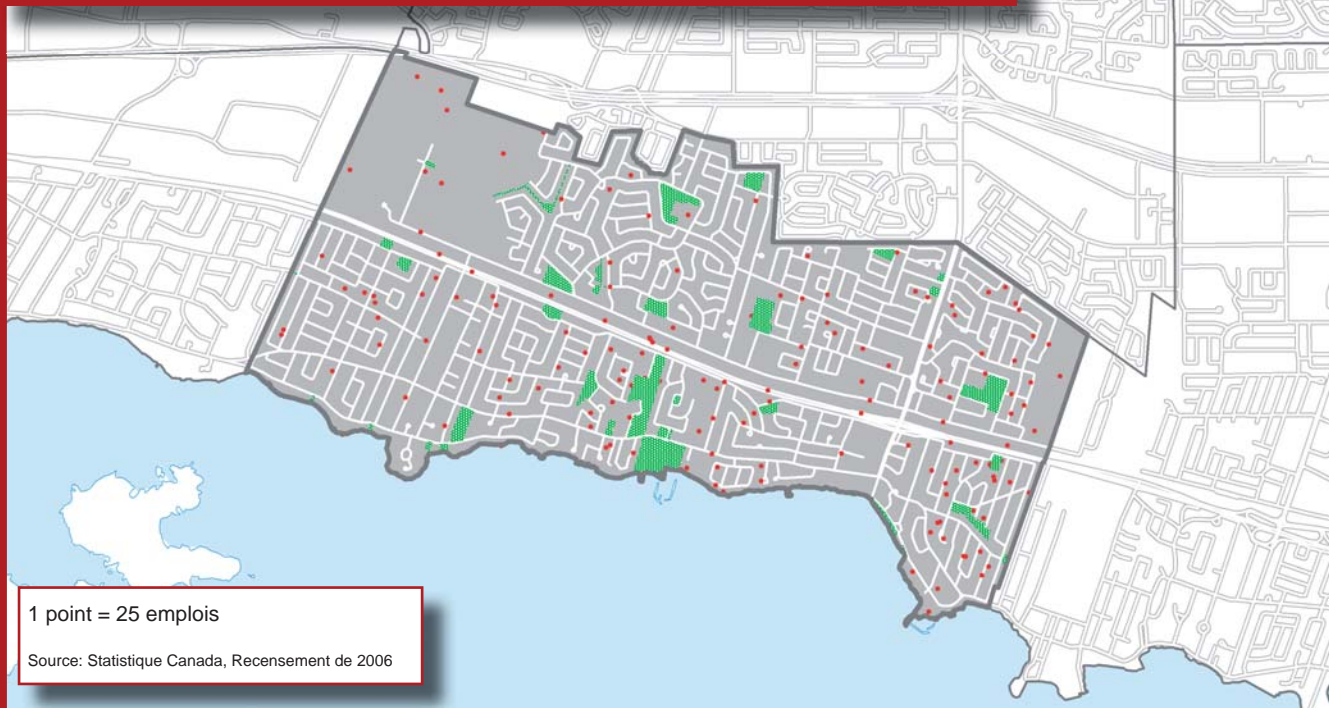 1 point = 25 emplois
Source: Statistique Canada, Recensement de 2006